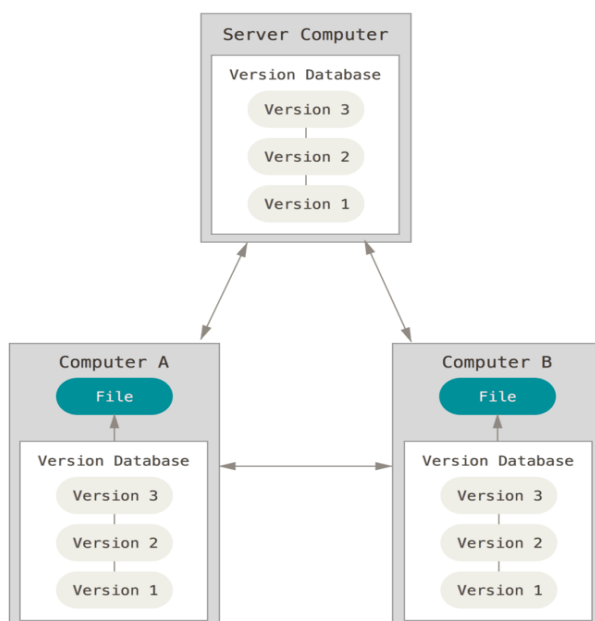 Server Computer
Version Database
Version 3
Version 2
Version 1
Computer A
File
Version Database
Version 3
Version 2
Version 1
Computer B
File
Version Database
Version 3
Version 2
Version 1